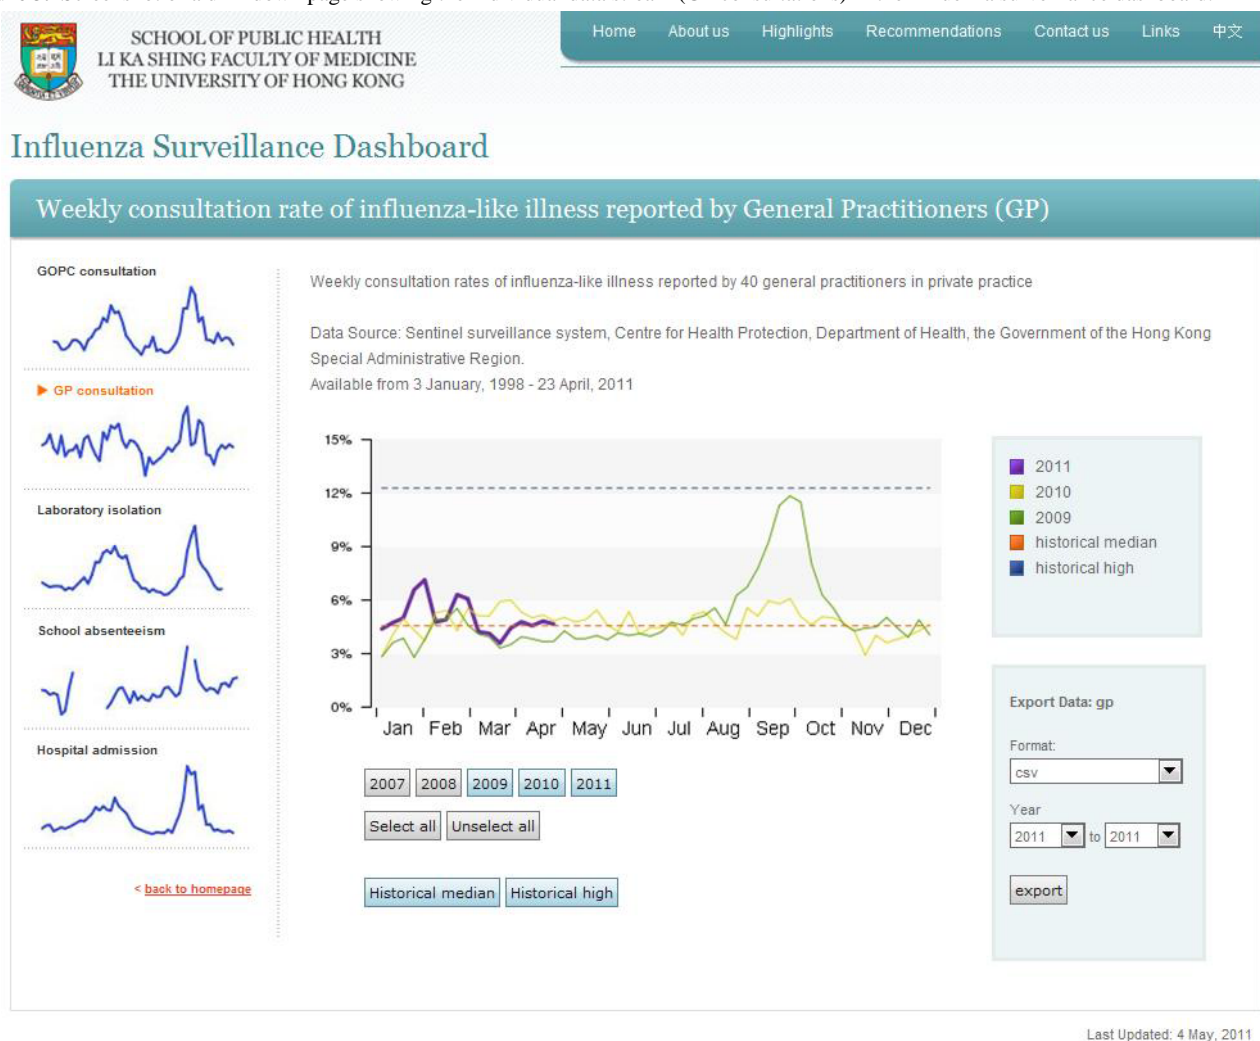 SCHOOL OF PUBLIC HEALTH
LI KA SHING FACULTY OF MEDICINE
THE UNIVERSITY OF HONG KONG
Home About us Highlights Recommendations Contact us Links 中文
Influenza Surveillance Dashboard
Weekly consultation rate of influenza-like illness reported by General Practitioners (GP)
GOPC consultation
GP consultation
Laboratory isolation
School absenteeism
Hospital admission
< back to homepage
Weekly consultation rates of influenza-like illness reported by 40 general practitioners in private practice
Data Source: Sentinel surveillance system, Centre for Health Protection, Department of Health, the Government of the Hong Kong
Special Administrative Region.
Available from 3 January, 1998 - 23 April, 2011
15%
12%
9%
6%
3%
0%
Jan Feb Mar Apr May Jun Jul Aug Sep Oct Nov Dec
2011
2010
2009
historical median
historical high
2007 2008 2009 2010 2011
Select all Unselect all
Historical median Historical high
Export Data: gp
Format:
csv
Year
2011 to 2011
export
Last Updated: 4 May, 2011